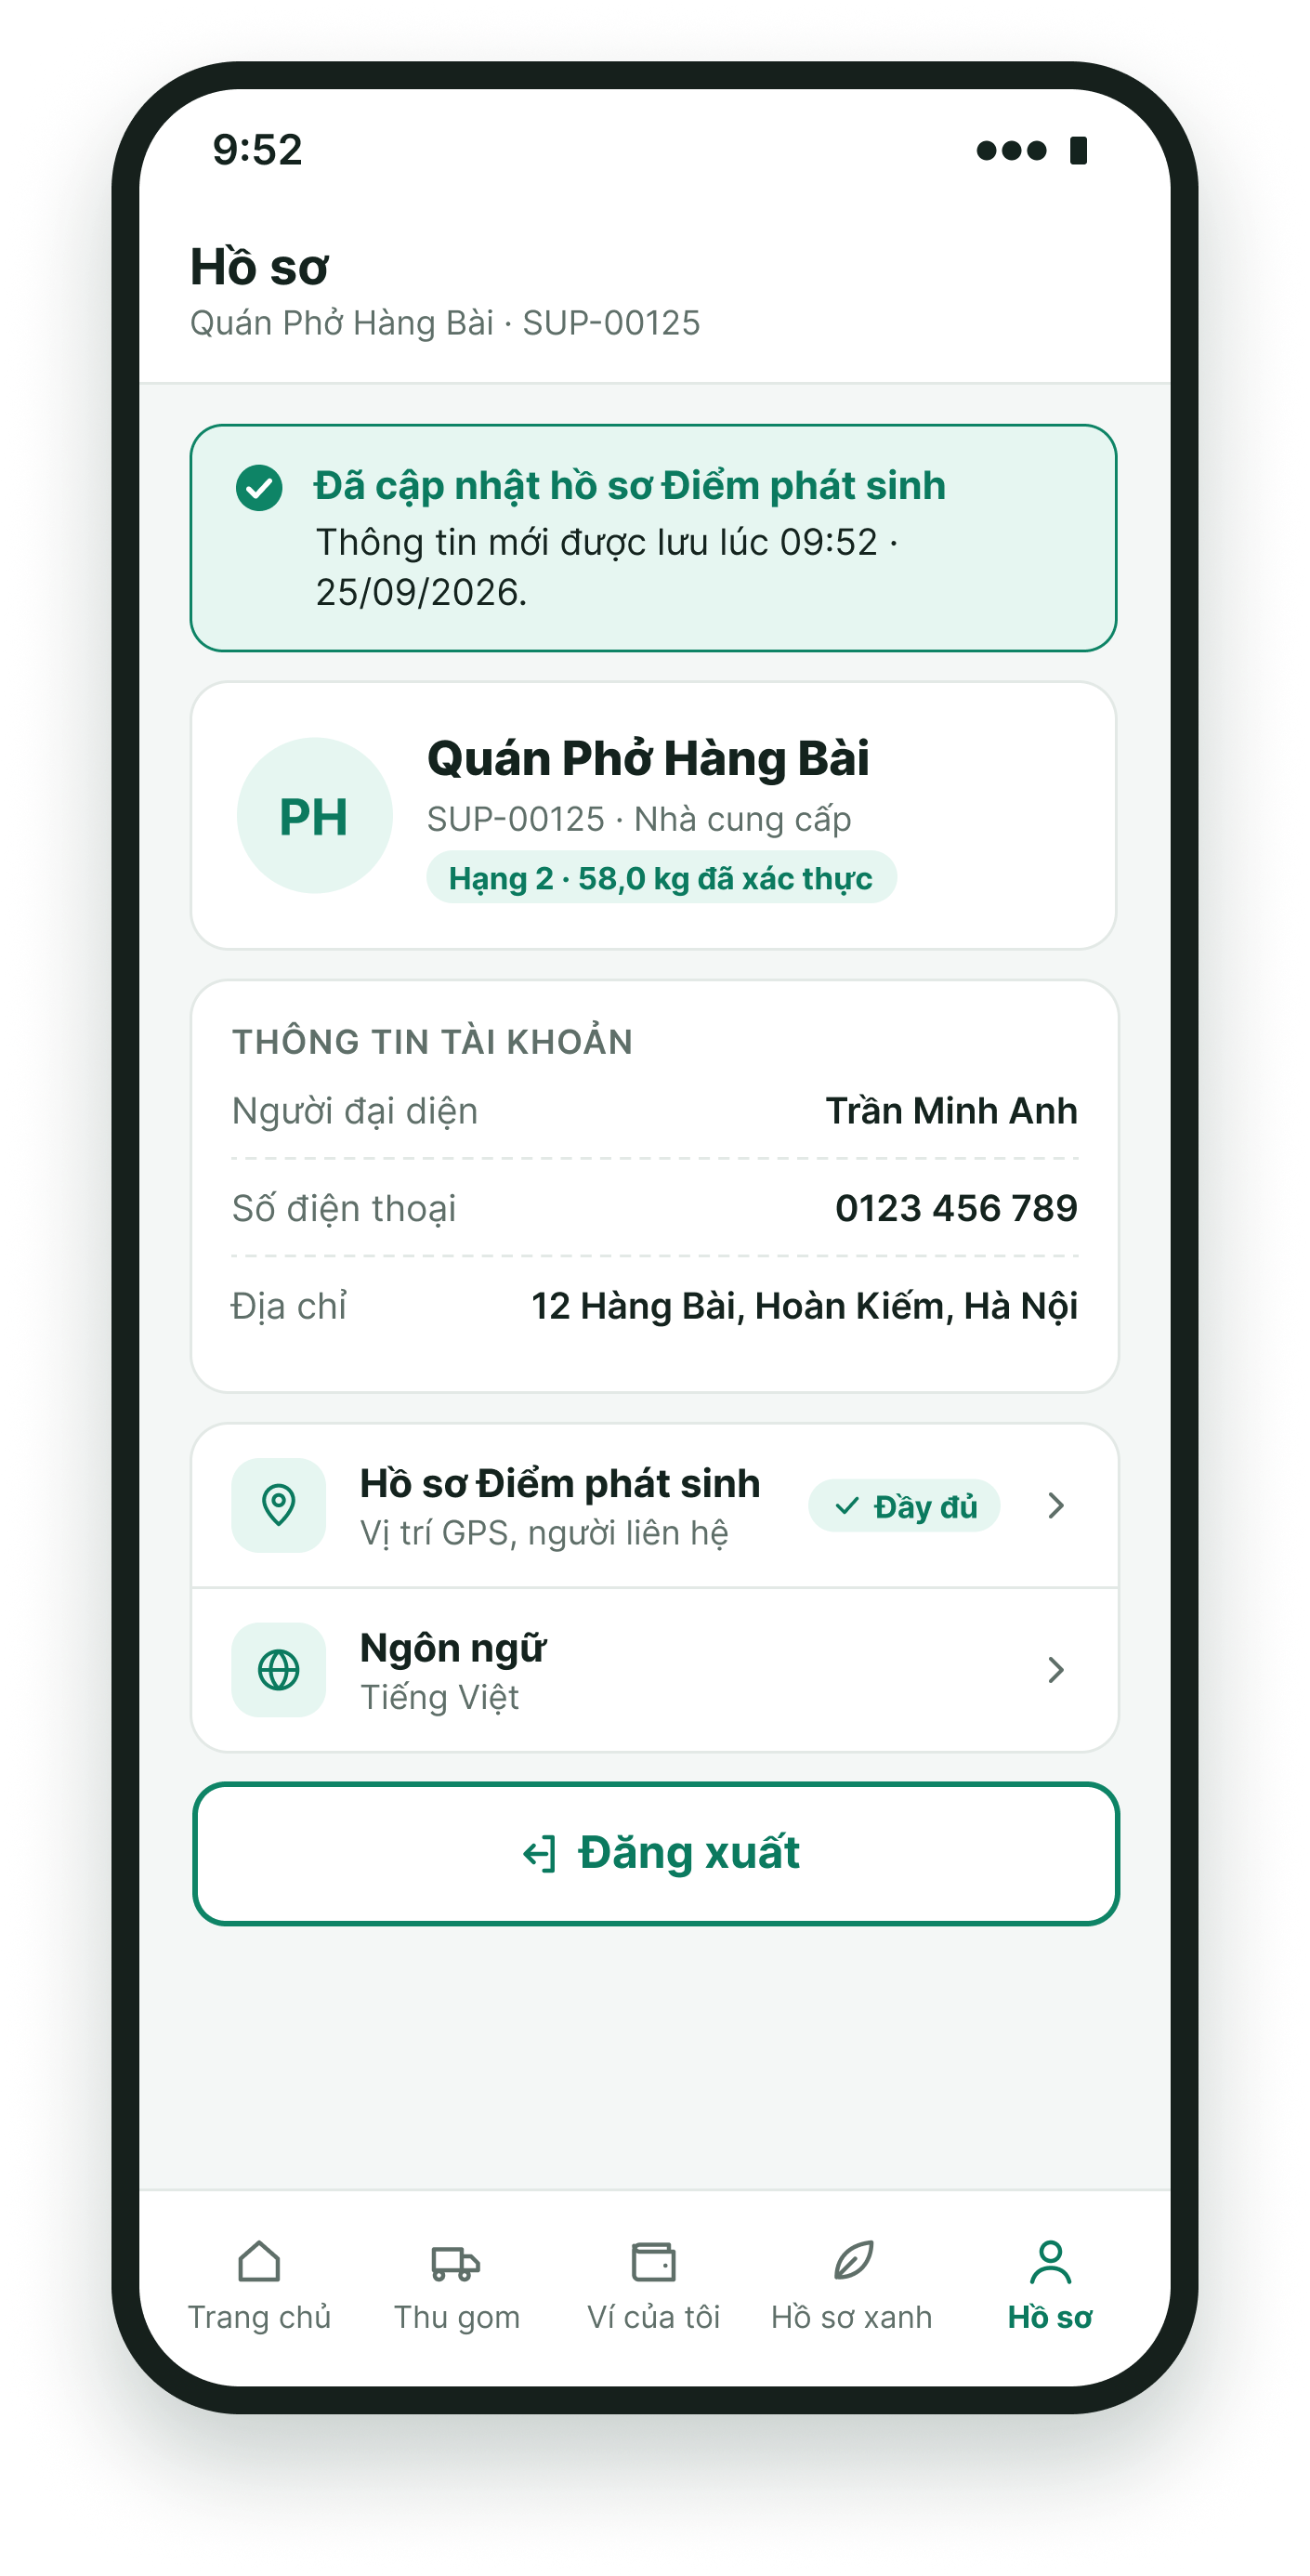 9:52
Hồ sơ
Quán Phở Hàng Bài · SUP-00125
Đã cập nhật hồ sơ Điểm phát sinh
Thông tin mới được lưu lúc 09:52 ·
25/09/2026.
PH
Quán Phở Hàng Bài
SUP-00125 · Nhà cung cấp
Hạng 2 · 58,0 kg đã xác thực
THÔNG TIN TÀI KHOẢN
Người đại diện Trần Minh Anh
Số điện thoại 0123 456 789
Địa chỉ 12 Hàng Bài, Hoàn Kiếm, Hà Nội
Hồ sơ Điểm phát sinh
Vị trí GPS, người liên hệ
Đầy đủ
Ngôn ngữ
Tiếng Việt
Đăng xuất
Trang chủ Thu gom Ví của tôi Hồ sơ xanh Hồ sơ